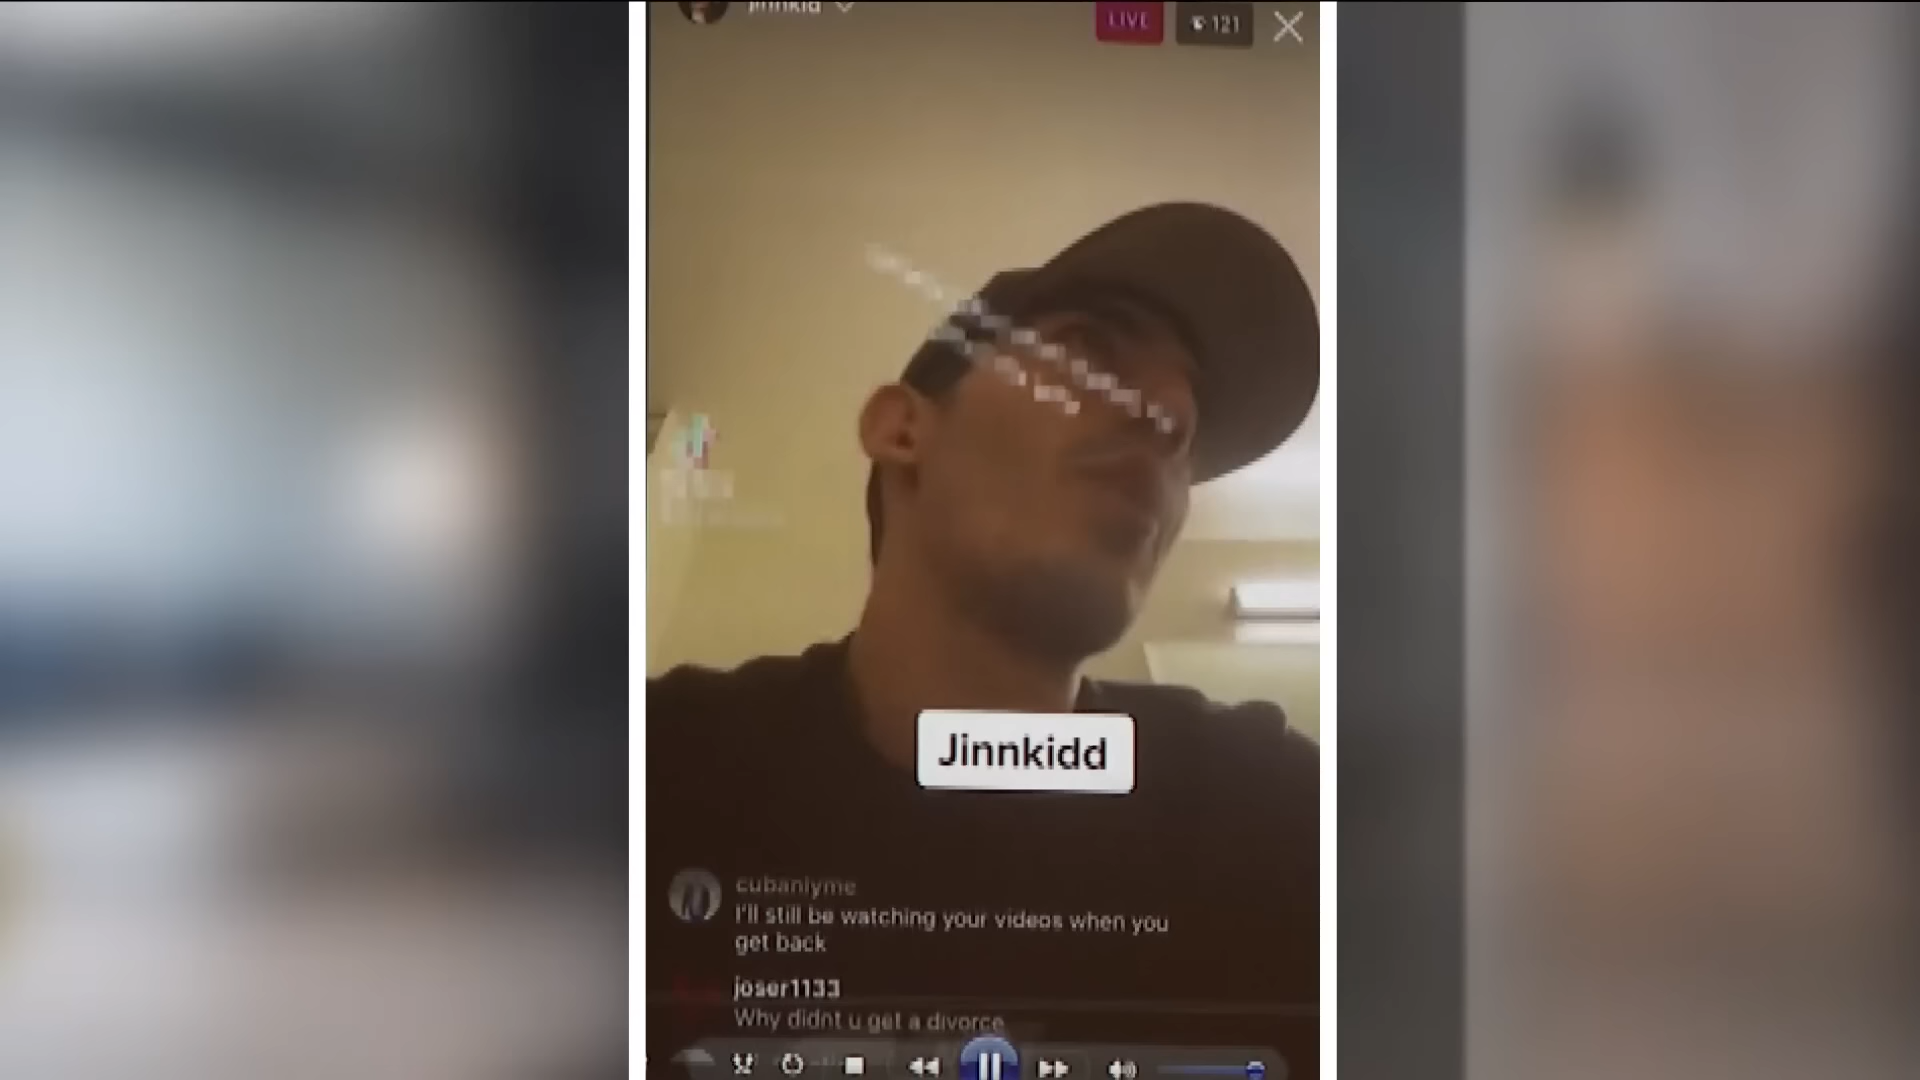 jinnkid
LIVE
121
Jinnkidd
cubanlyme
I'll still be watching your videos when you
get back
joser1133
Why didnt u get a divorce